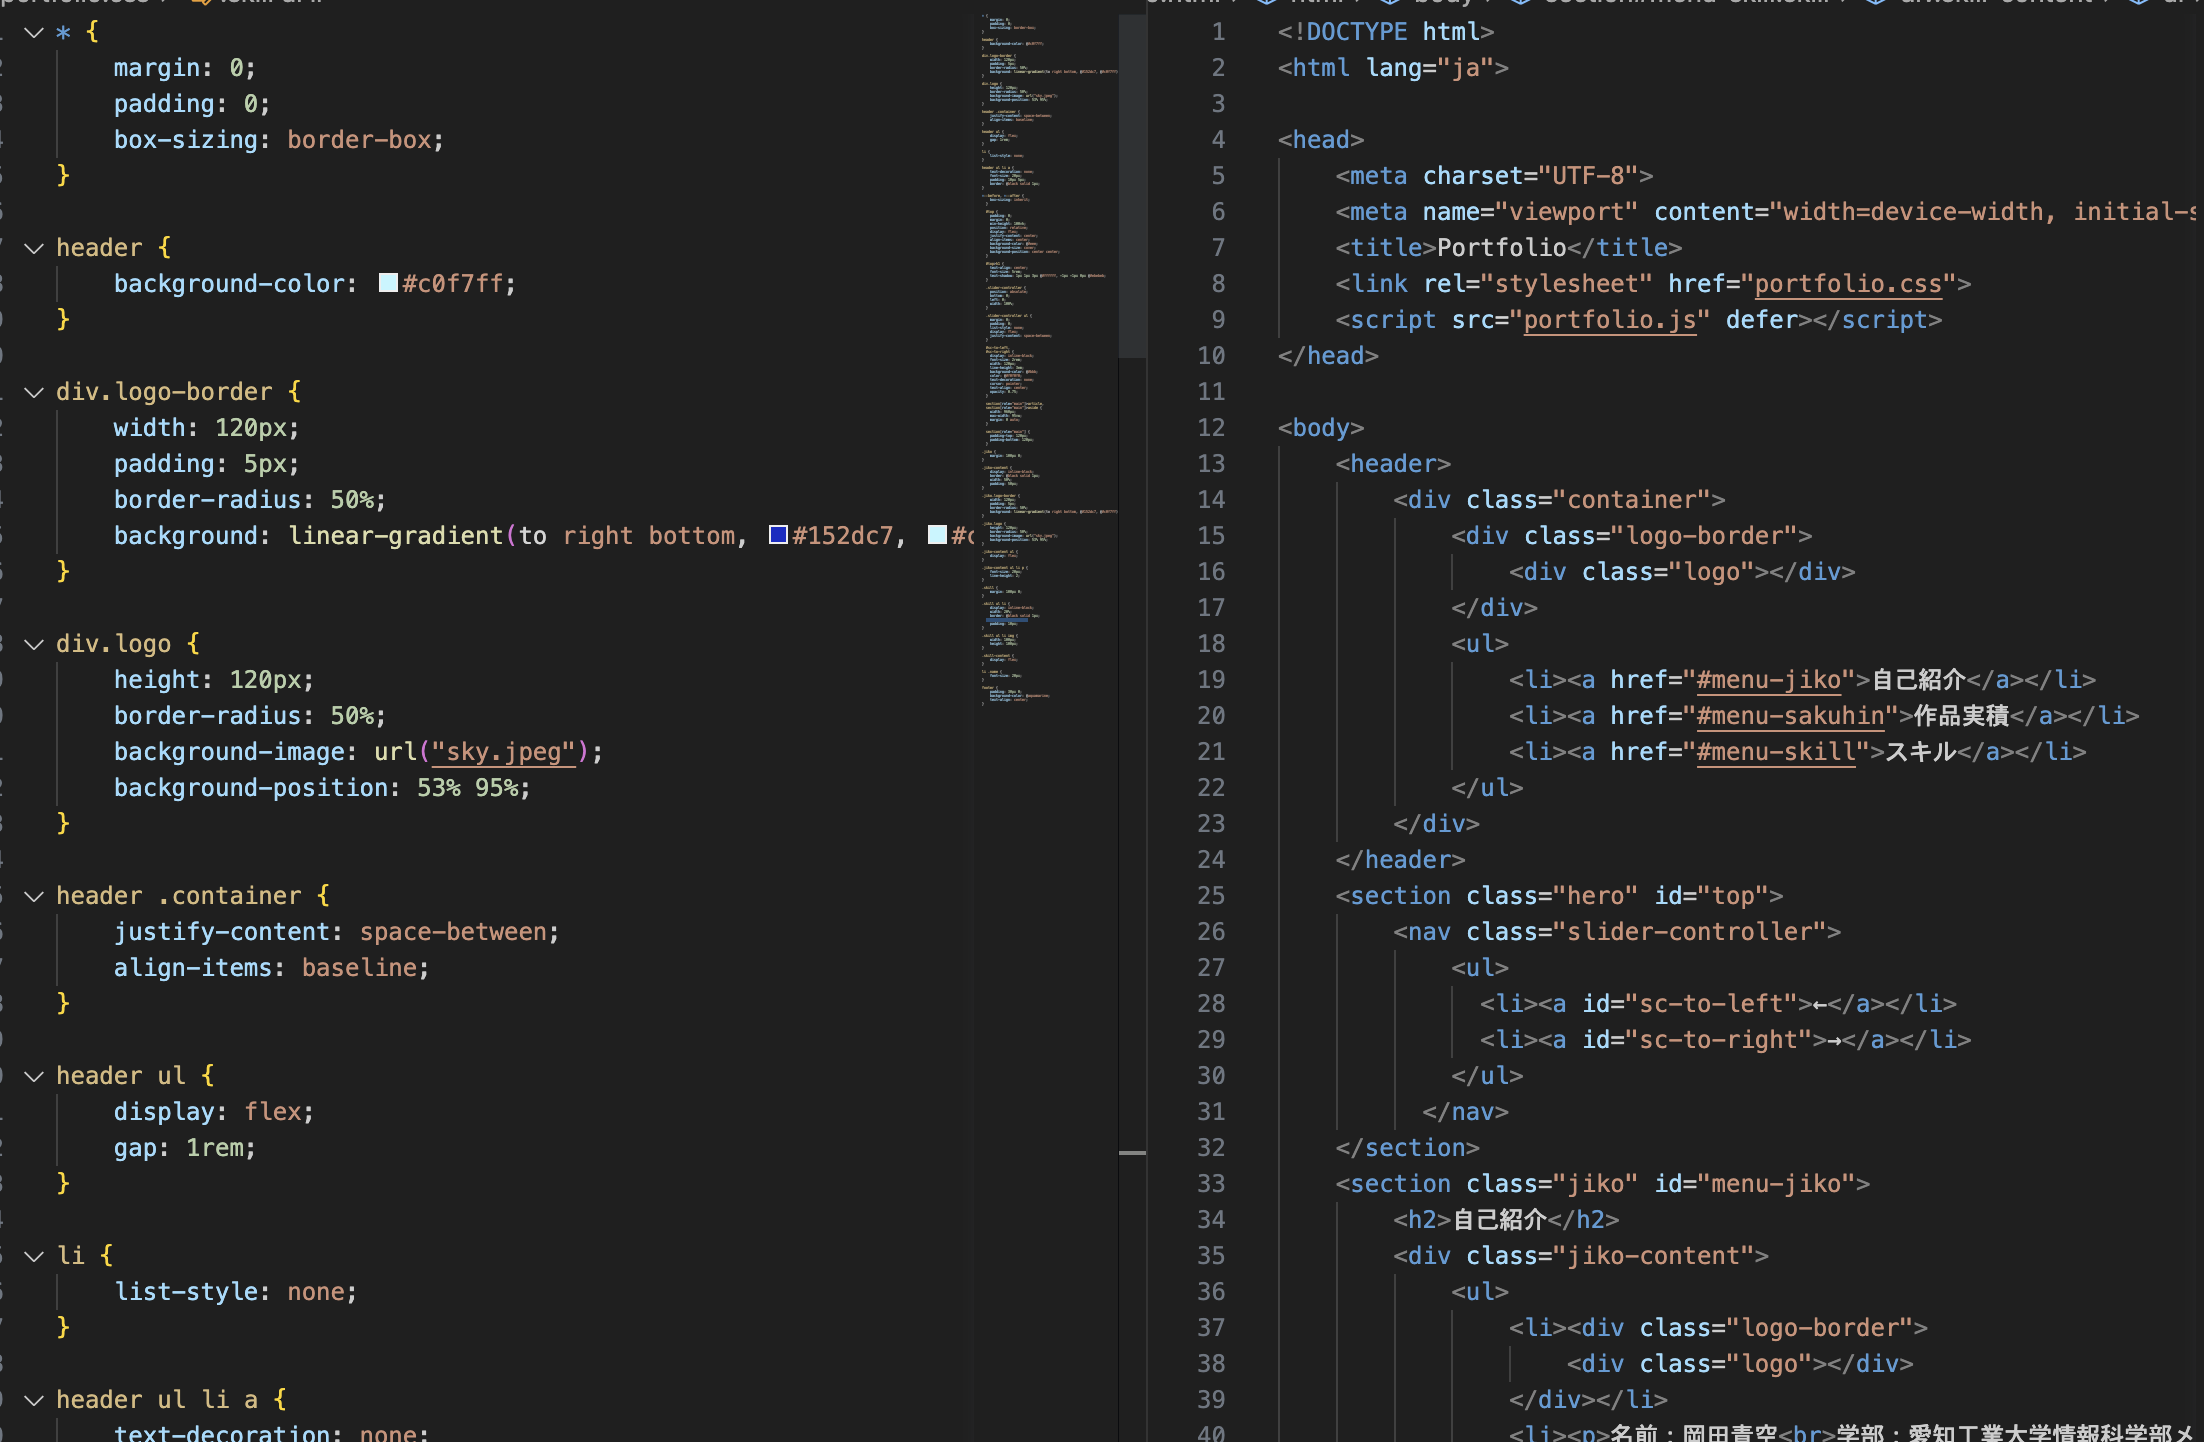 * {
margin: 0;
padding: 0;
box-sizing: border-box;
}
header {
background-color: #c0f7ff;
}
div.logo-border {
width: 120px;
padding: 5px;
border-radius: 50%;
background: linear-gradient(to right bottom, #152dc7, #c
}
div.logo {
height: 120px;
border-radius: 50%;
background-image: url("sky.jpeg");
background-position: 53% 95%;
}
header .container {
justify-content: space-between;
align-items: baseline;
}
header ul {
display: flex;
gap: 1rem;
}
li {
list-style: none;
}
header ul li a {
text-decoration: none;
1 <!DOCTYPE html>
2 <html lang="ja">
3
4 <head>
5 <meta charset="UTF-8">
6 <meta name="viewport" content="width=device-width, initial-s
7 <title>Portfolio</title>
8 <link rel="stylesheet" href="portfolio.css">
9 <script src="portfolio.js" defer></script>
10 </head>
11
12 <body>
13 <header>
14 <div class="container">
15 <div class="logo-border">
16 <div class="logo"></div>
17 </div>
18 <ul>
19 <li><a href="#menu-jiko">自己紹介</a></li>
20 <li><a href="#menu-sakuhin">作品実積</a></li>
21 <li><a href="#menu-skill">スキル</a></li>
22 </ul>
23 </div>
24 </header>
25 <section class="hero" id="top">
26 <nav class="slider-controller">
27 <ul>
28 <li><a id="sc-to-left">←</a></li>
29 <li><a id="sc-to-right">→</a></li>
30 </ul>
31 </nav>
32 </section>
33 <section class="jiko" id="menu-jiko">
34 <h2>自己紹介</h2>
35 <div class="jiko-content">
36 <ul>
37 <li><div class="logo-border">
38 <div class="logo"></div>
39 </div></li>
40 <li><p>名前：岡田青空<br>学部：愛知工業大学情報科学部メ